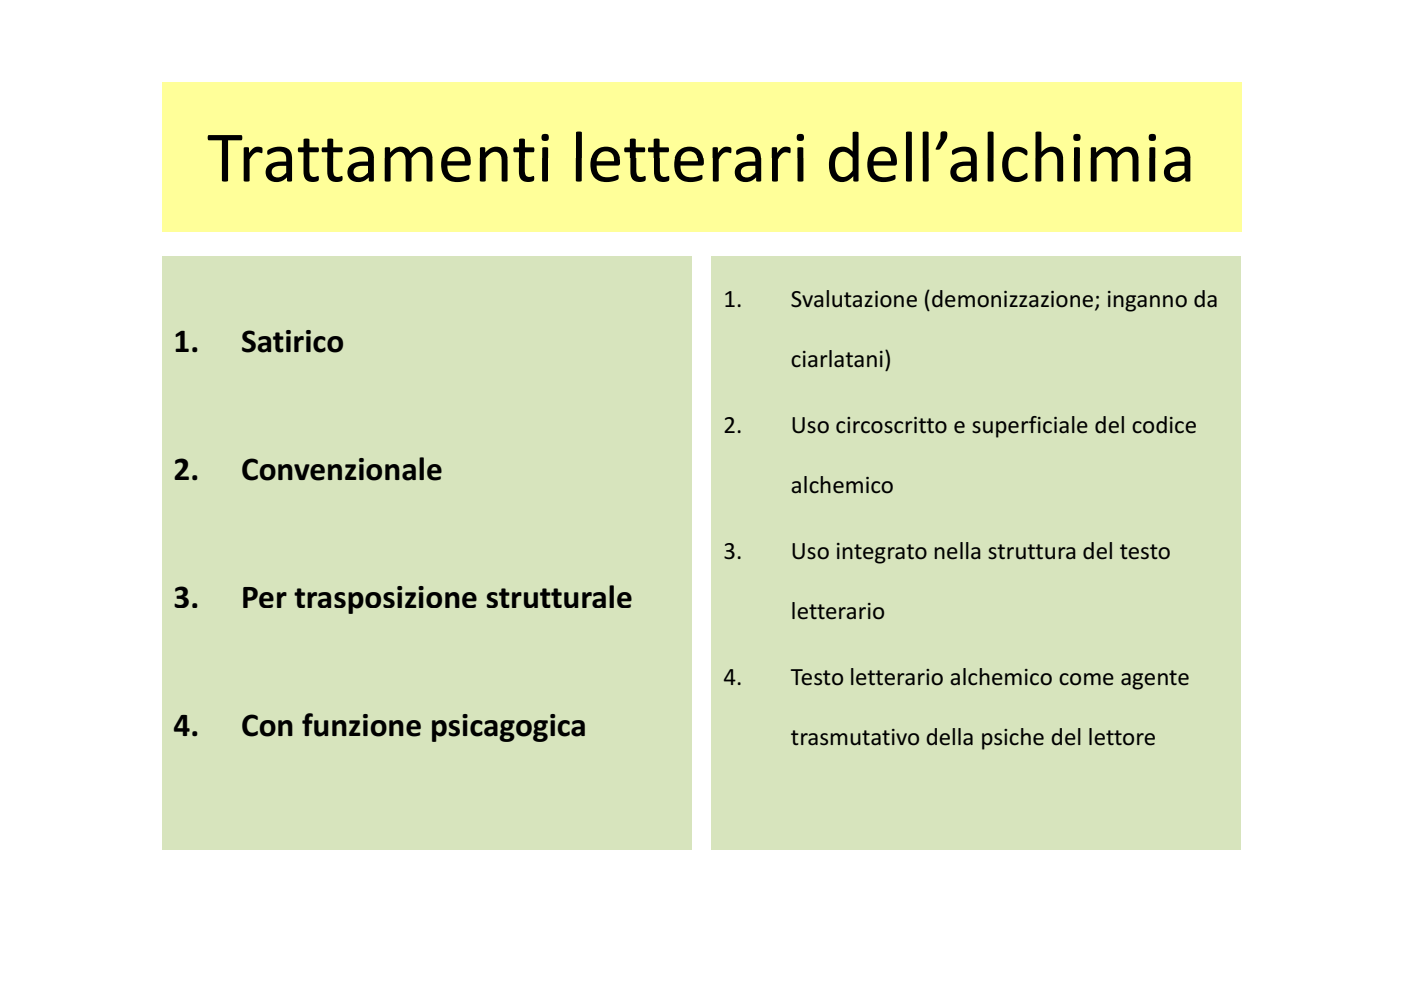 Trattamenti letterari dell’alchimia
1. Satirico
2. Convenzionale
3. Per trasposizione strutturale
4. Con funzione psicagogica
1. Svalutazione (demonizzazione; inganno da
ciarlatani)
2. Uso circoscritto e superficiale del codice
alchemico
3. Uso integrato nella struttura del testo
letterario
4. Testo letterario alchemico come agente
trasmutativo della psiche del lettore